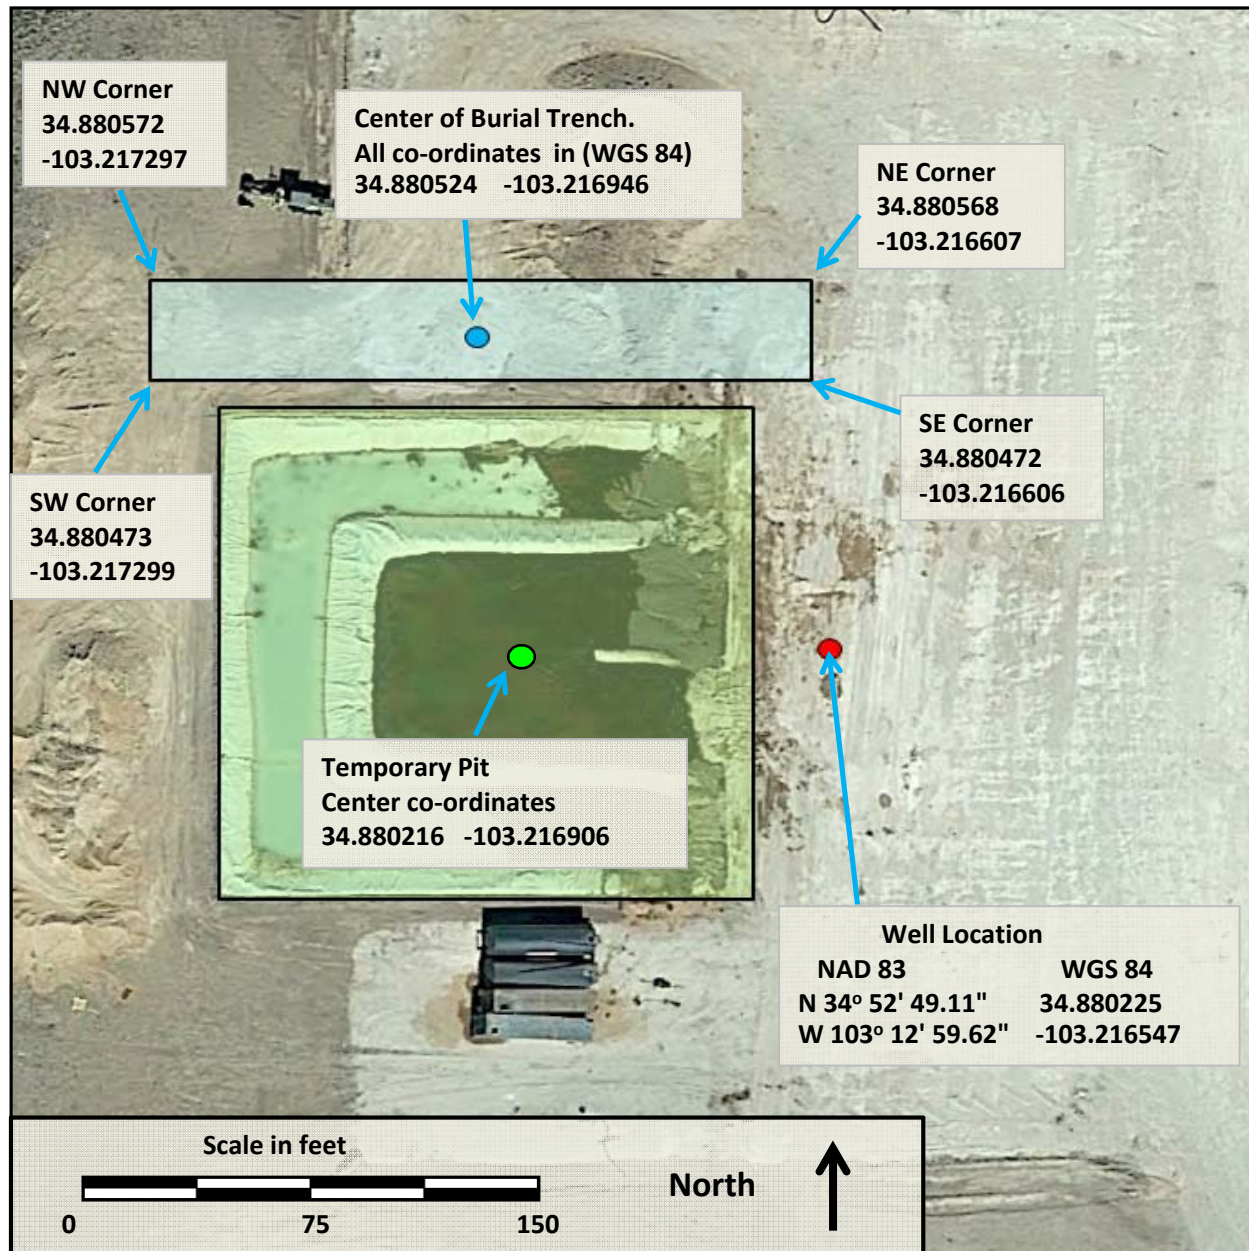 NW Corner
34.880572
-103.217297
Center of Burial Trench.
All co-ordinates in (WGS 84)
34.880524 -103.216946
NE Corner
34.880568
-103.216607
SW Corner
34.880473
-103.217299
SE Corner
34.880472
-103.216606
Temporary Pit
Center co-ordinates
34.880216 -103.216906
Well Location
NAD 83 WGS 84
N 34º 52' 49.11" 34.880225
W 103º 12' 59.62" -103.216547
Scale in feet
0 75 150
North